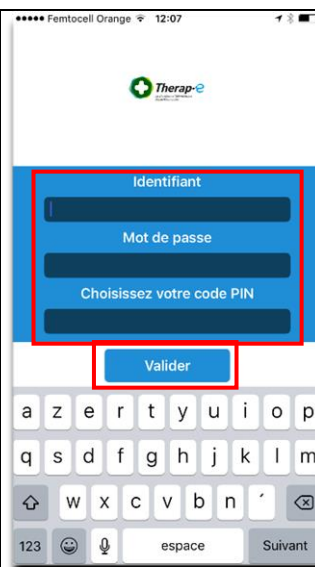 Femtocell Orange 12:07
Therap-e
Identifiant
Mot de passe
Choisissez votre code PIN
Valider
a z e r t y u i o p
q s d f g h j k l m
w x c v b n ´
123 espace Suivant